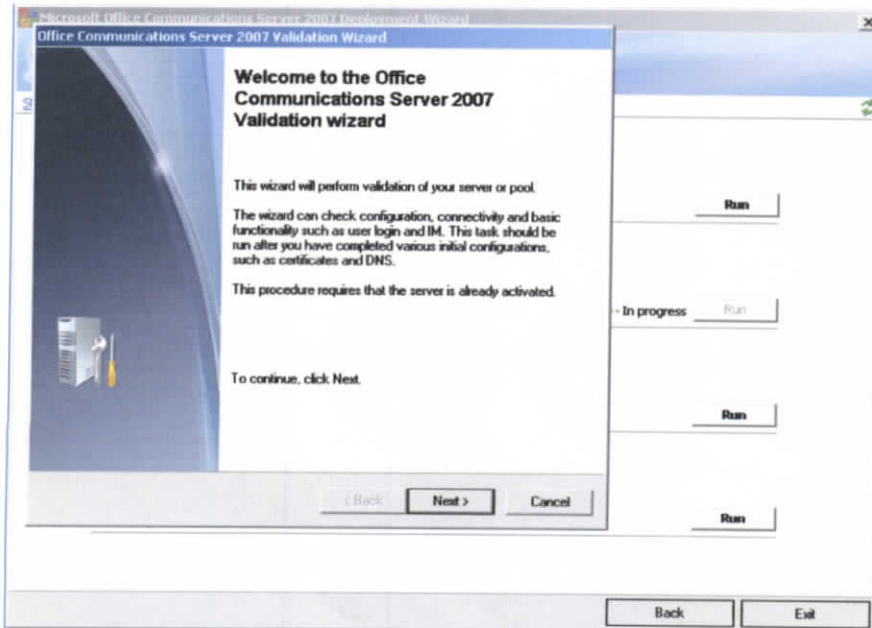 Microsoft Office Communications Server 2007 Deployment Wizard
Office Communications Server 2007 Validation Wizard
Welcome to the Office
Communications Server 2007
Validation wizard
This wizard will perform validation of your server or pool.
The wizard can check configuration, connectivity and basic
functionality such as user login and IM. This task should be
run after you have completed various initial configurations,
such as certificates and DNS.
This procedure requires that the server is already activated.
To continue, click Next.
< Back
Next >
Cancel
Run
In progress
Run
Run
Run
Back
Exit